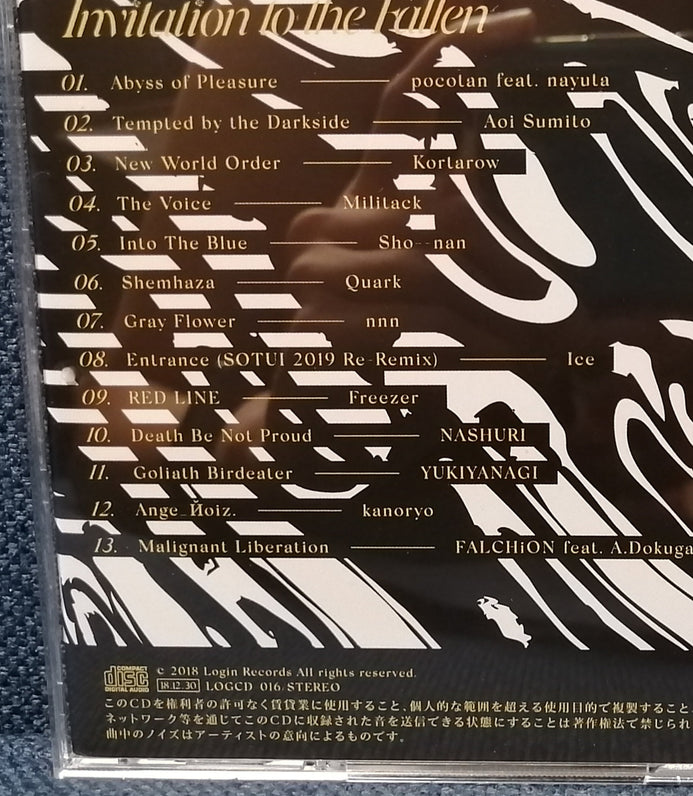 Invitation to the Fallen
01. Abyss of Pleasure pocotan feat. nayuta
02. Tempted by the Darkside Aoi Sumito
03. New World Order Kortarow
04. The Voice Militack
05. Into The Blue Sho-nan
06. Shemhaza Quark
07. Gray Flower nnn
08. Entrance (SOTUI 2019 Re-Remix) Ice
09. RED LINE Freezer
10. Death Be Not Proud NASHURI
11. Goliath Birdeater YUKIYANAGI
12. Ange_Йoiz. kanoryo
13. Malignant Liberation FALCHiON feat. A.Dokuga
COMPACT disc DIGITAL AUDIO
© 2018 Login Records All rights reserved.
18.12.30 LOGCD 016/STEREO
このCDを権利者の許可なく賃貸業に使用すること、個人的な範囲を超える使用目的で複製すること
ネットワーク等を通じてこのCDに収録された音を送信できる状態にすることは著作権法で禁じられ
曲中のノイズはアーティストの意向によるものです。